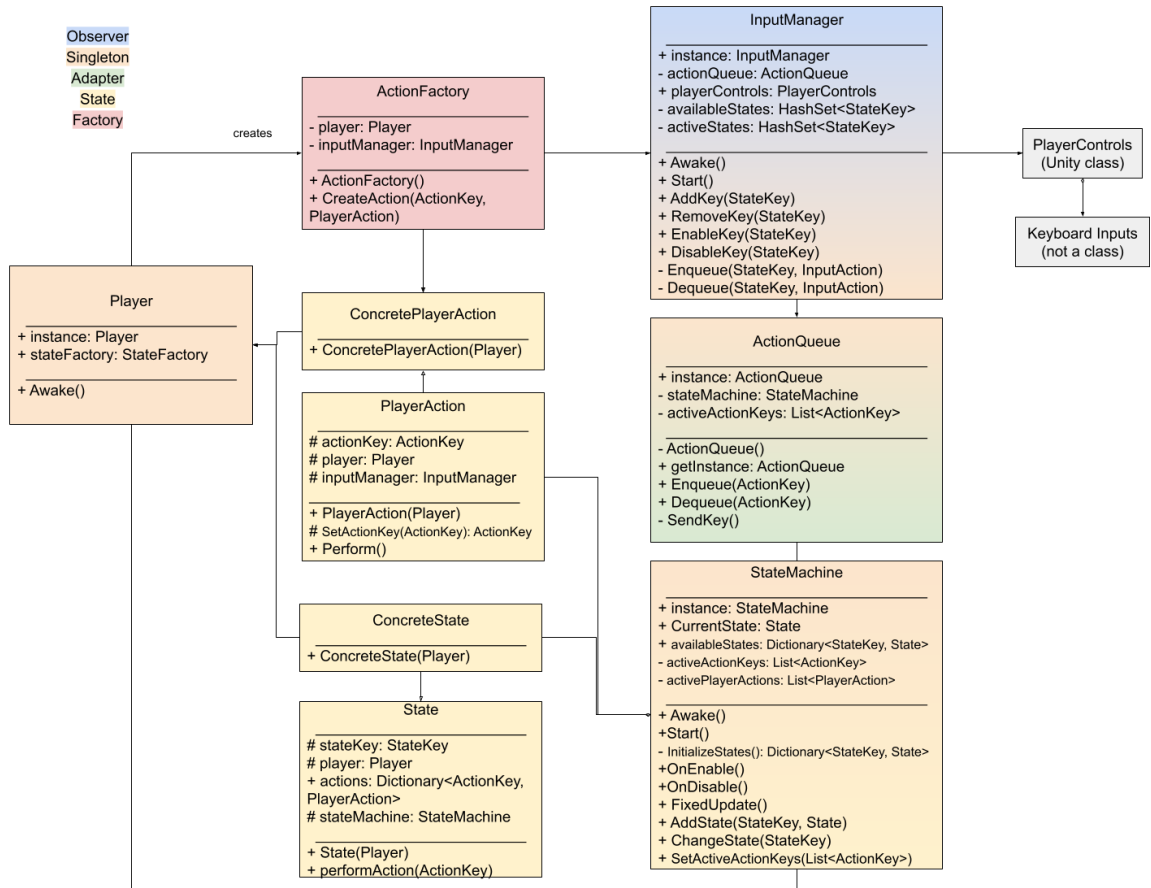 Observer
Singleton
Adapter
State
Factory
creates
ActionFactory
- player: Player
- inputManager: InputManager
+ ActionFactory()
+ CreateAction(ActionKey,
PlayerAction)
InputManager
+ instance: InputManager
- actionQueue: ActionQueue
+ playerControls: PlayerControls
- availableStates: HashSet<StateKey>
- activeStates: HashSet<StateKey>
+ Awake()
+ Start()
+ AddKey(StateKey)
+ RemoveKey(StateKey)
+ EnableKey(StateKey)
+ DisableKey(StateKey)
- Enqueue(StateKey, InputAction)
- Dequeue(StateKey, InputAction)
PlayerControls
(Unity class)
Keyboard Inputs
(not a class)
Player
+ instance: Player
+ stateFactory: StateFactory
+ Awake()
ConcretePlayerAction
+ ConcretePlayerAction(Player)
PlayerAction
# actionKey: ActionKey
# player: Player
# inputManager: InputManager
+ PlayerAction(Player)
# SetActionKey(ActionKey): ActionKey
+ Perform()
ActionQueue
+ instance: ActionQueue
- stateMachine: StateMachine
- activeActionKeys: List<ActionKey>
- ActionQueue()
+ getInstance: ActionQueue
+ Enqueue(ActionKey)
+ Dequeue(ActionKey)
- SendKey()
ConcreteState
+ ConcreteState(Player)
State
# stateKey: StateKey
# player: Player
+ actions: Dictionary<ActionKey,
PlayerAction>
# stateMachine: StateMachine
+ State(Player)
+ performAction(ActionKey)
StateMachine
+ instance: StateMachine
+ CurrentState: State
+ availableStates: Dictionary<StateKey, State>
- activeActionKeys: List<ActionKey>
- activePlayerActions: List<PlayerAction>
+ Awake()
+Start()
- InitializeStates(): Dictionary<StateKey, State>
+OnEnable()
+OnDisable()
+ FixedUpdate()
+ AddState(StateKey, State)
+ ChangeState(StateKey)
+ SetActiveActionKeys(List<ActionKey>)